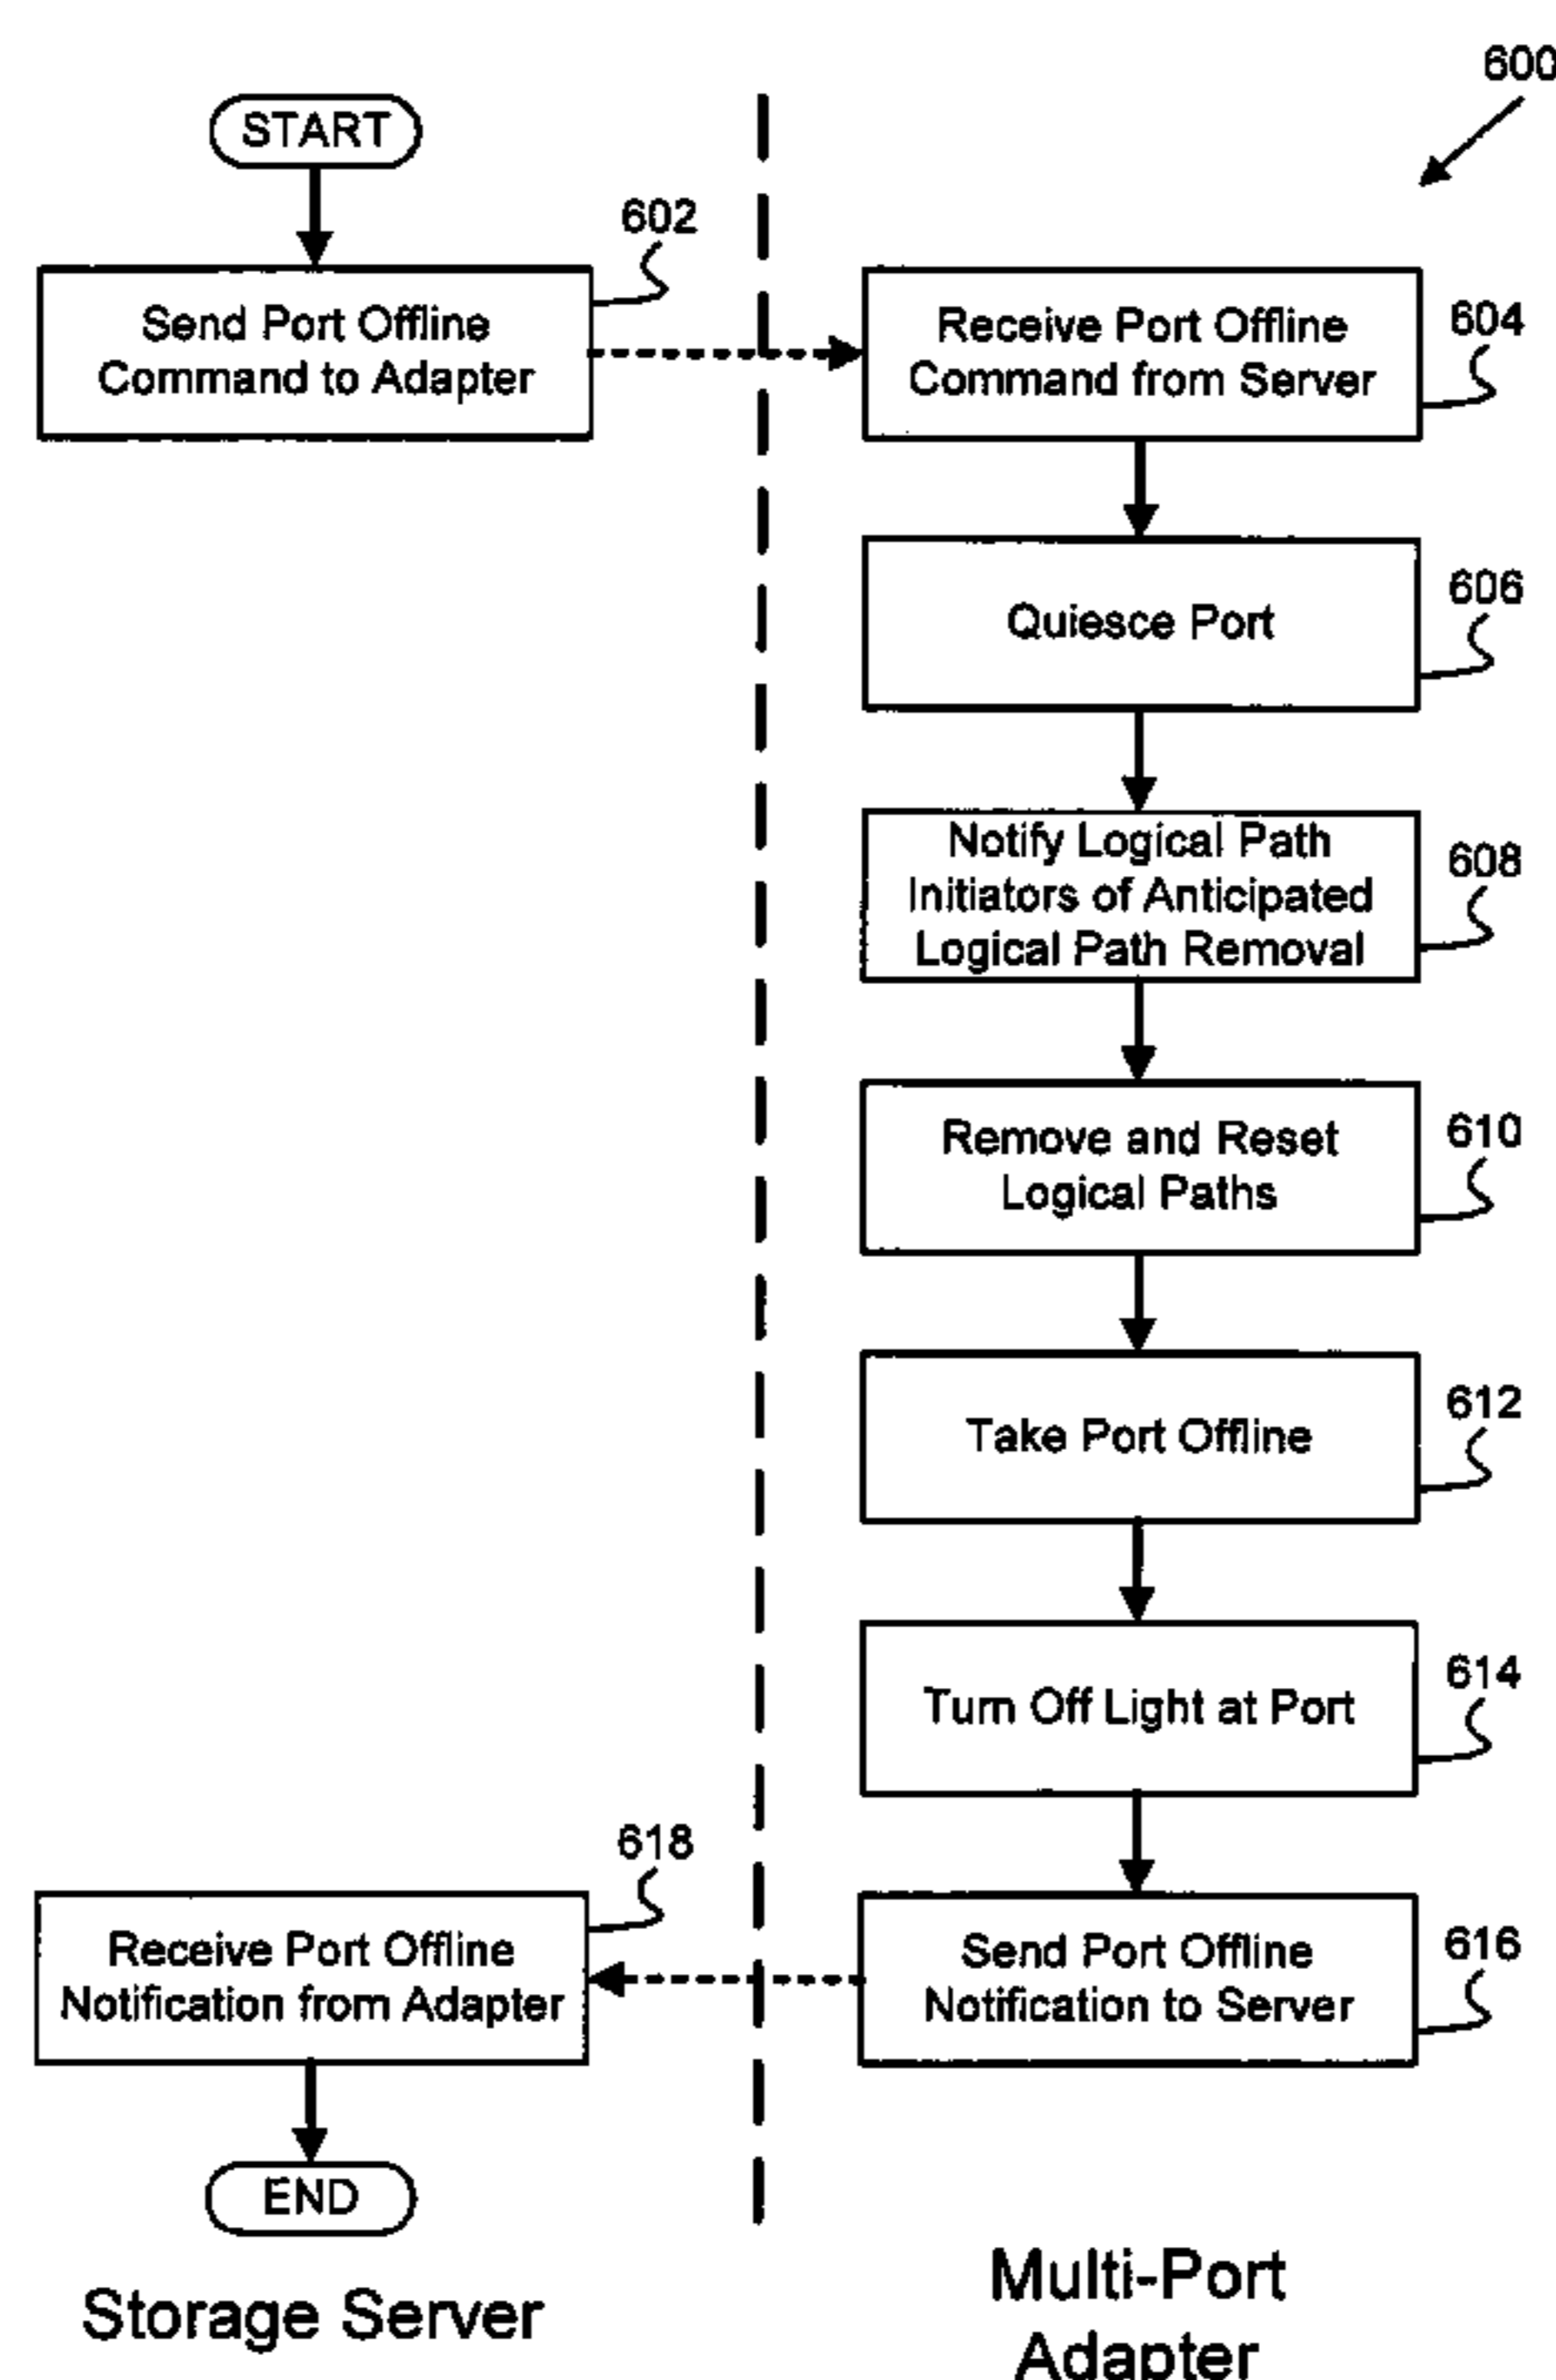 600
START
602
Send Port Offline
Command to Adapter
604
Receive Port Offline
Command from Server
606
Quiesce Port
608
Notify Logical Path
Initiators of Anticipated
Logical Path Removal
610
Remove and Reset
Logical Paths
612
Take Port Offline
614
Turn Off Light at Port
616
Send Port Offline
Notification to Server
618
Receive Port Offline
Notification from Adapter
END
Storage Server
Multi-Port
Adapter